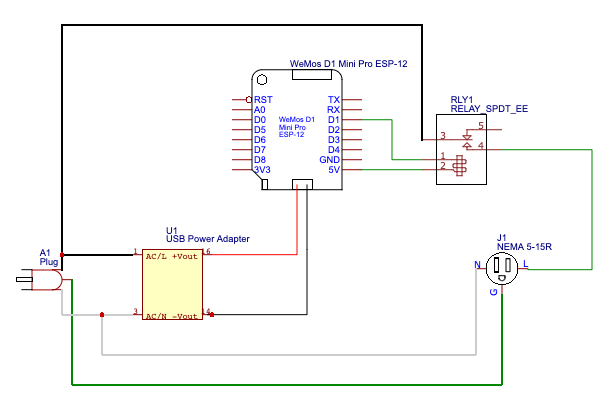 WeMos D1 Mini Pro ESP-12
RST
A0
D0
D5
D6
D7
D8
3V3
WeMos D1
Mini Pro
ESP-12
TX
RX
D1
D2
D3
D4
GND
5V
RLY1
RELAY_SPDT_EE
5
3
4
1
2
U1
USB Power Adapter
1
AC/L +Vout
6
3
AC/N -Vout
4
A1
Plug
J1
NEMA 5-15R
N
L
G